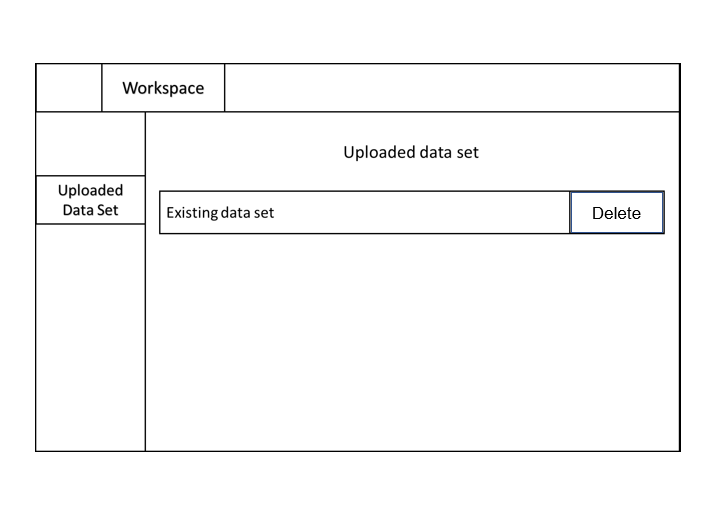 Workspace
Uploaded data set
Uploaded
Data Set
Existing data set
Delete